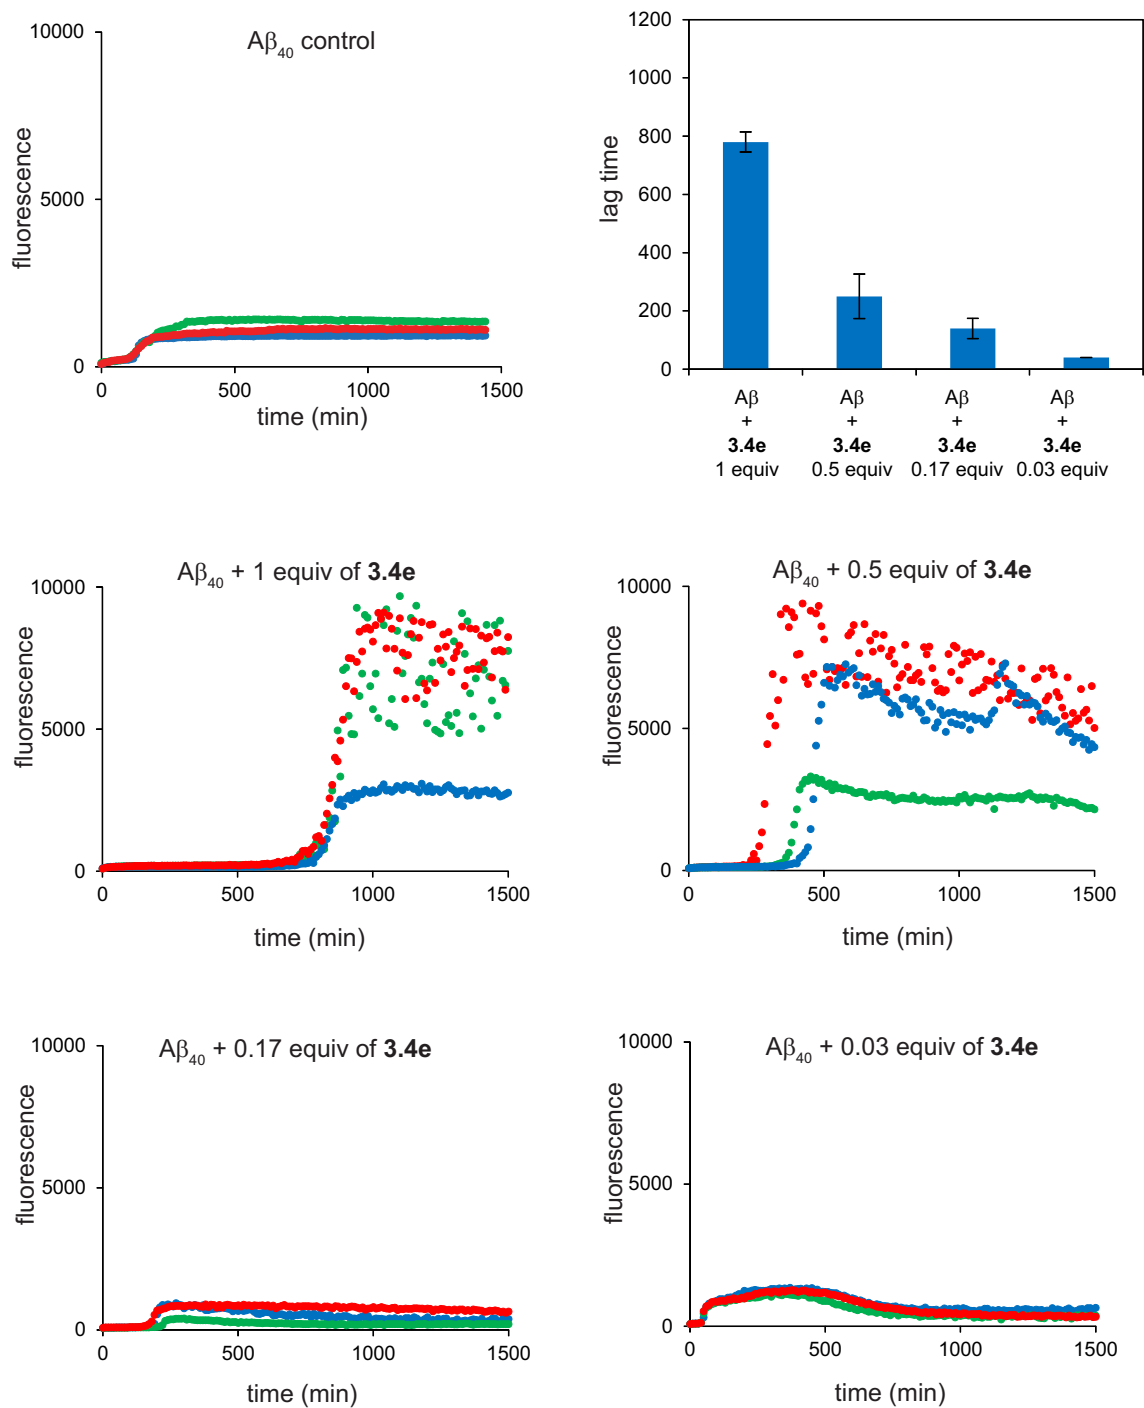 Aβ40 control
10000
5000
0
fluorescence
0 500 1000 1500
time (min)
1200
1000
800
600
400
200
0
lag time
Aβ Aβ Aβ Aβ
+ + + +
3.4e 3.4e 3.4e 3.4e
1 equiv 0.5 equiv 0.17 equiv 0.03 equiv
Aβ40 + 1 equiv of 3.4e
10000
5000
0
fluorescence
0 500 1000 1500
time (min)
Aβ40 + 0.5 equiv of 3.4e
10000
5000
0
fluorescence
0 500 1000 1500
time (min)
Aβ40 + 0.17 equiv of 3.4e
10000
5000
0
fluorescence
0 500 1000 1500
time (min)
Aβ40 + 0.03 equiv of 3.4e
10000
5000
0
fluorescence
0 500 1000 1500
time (min)